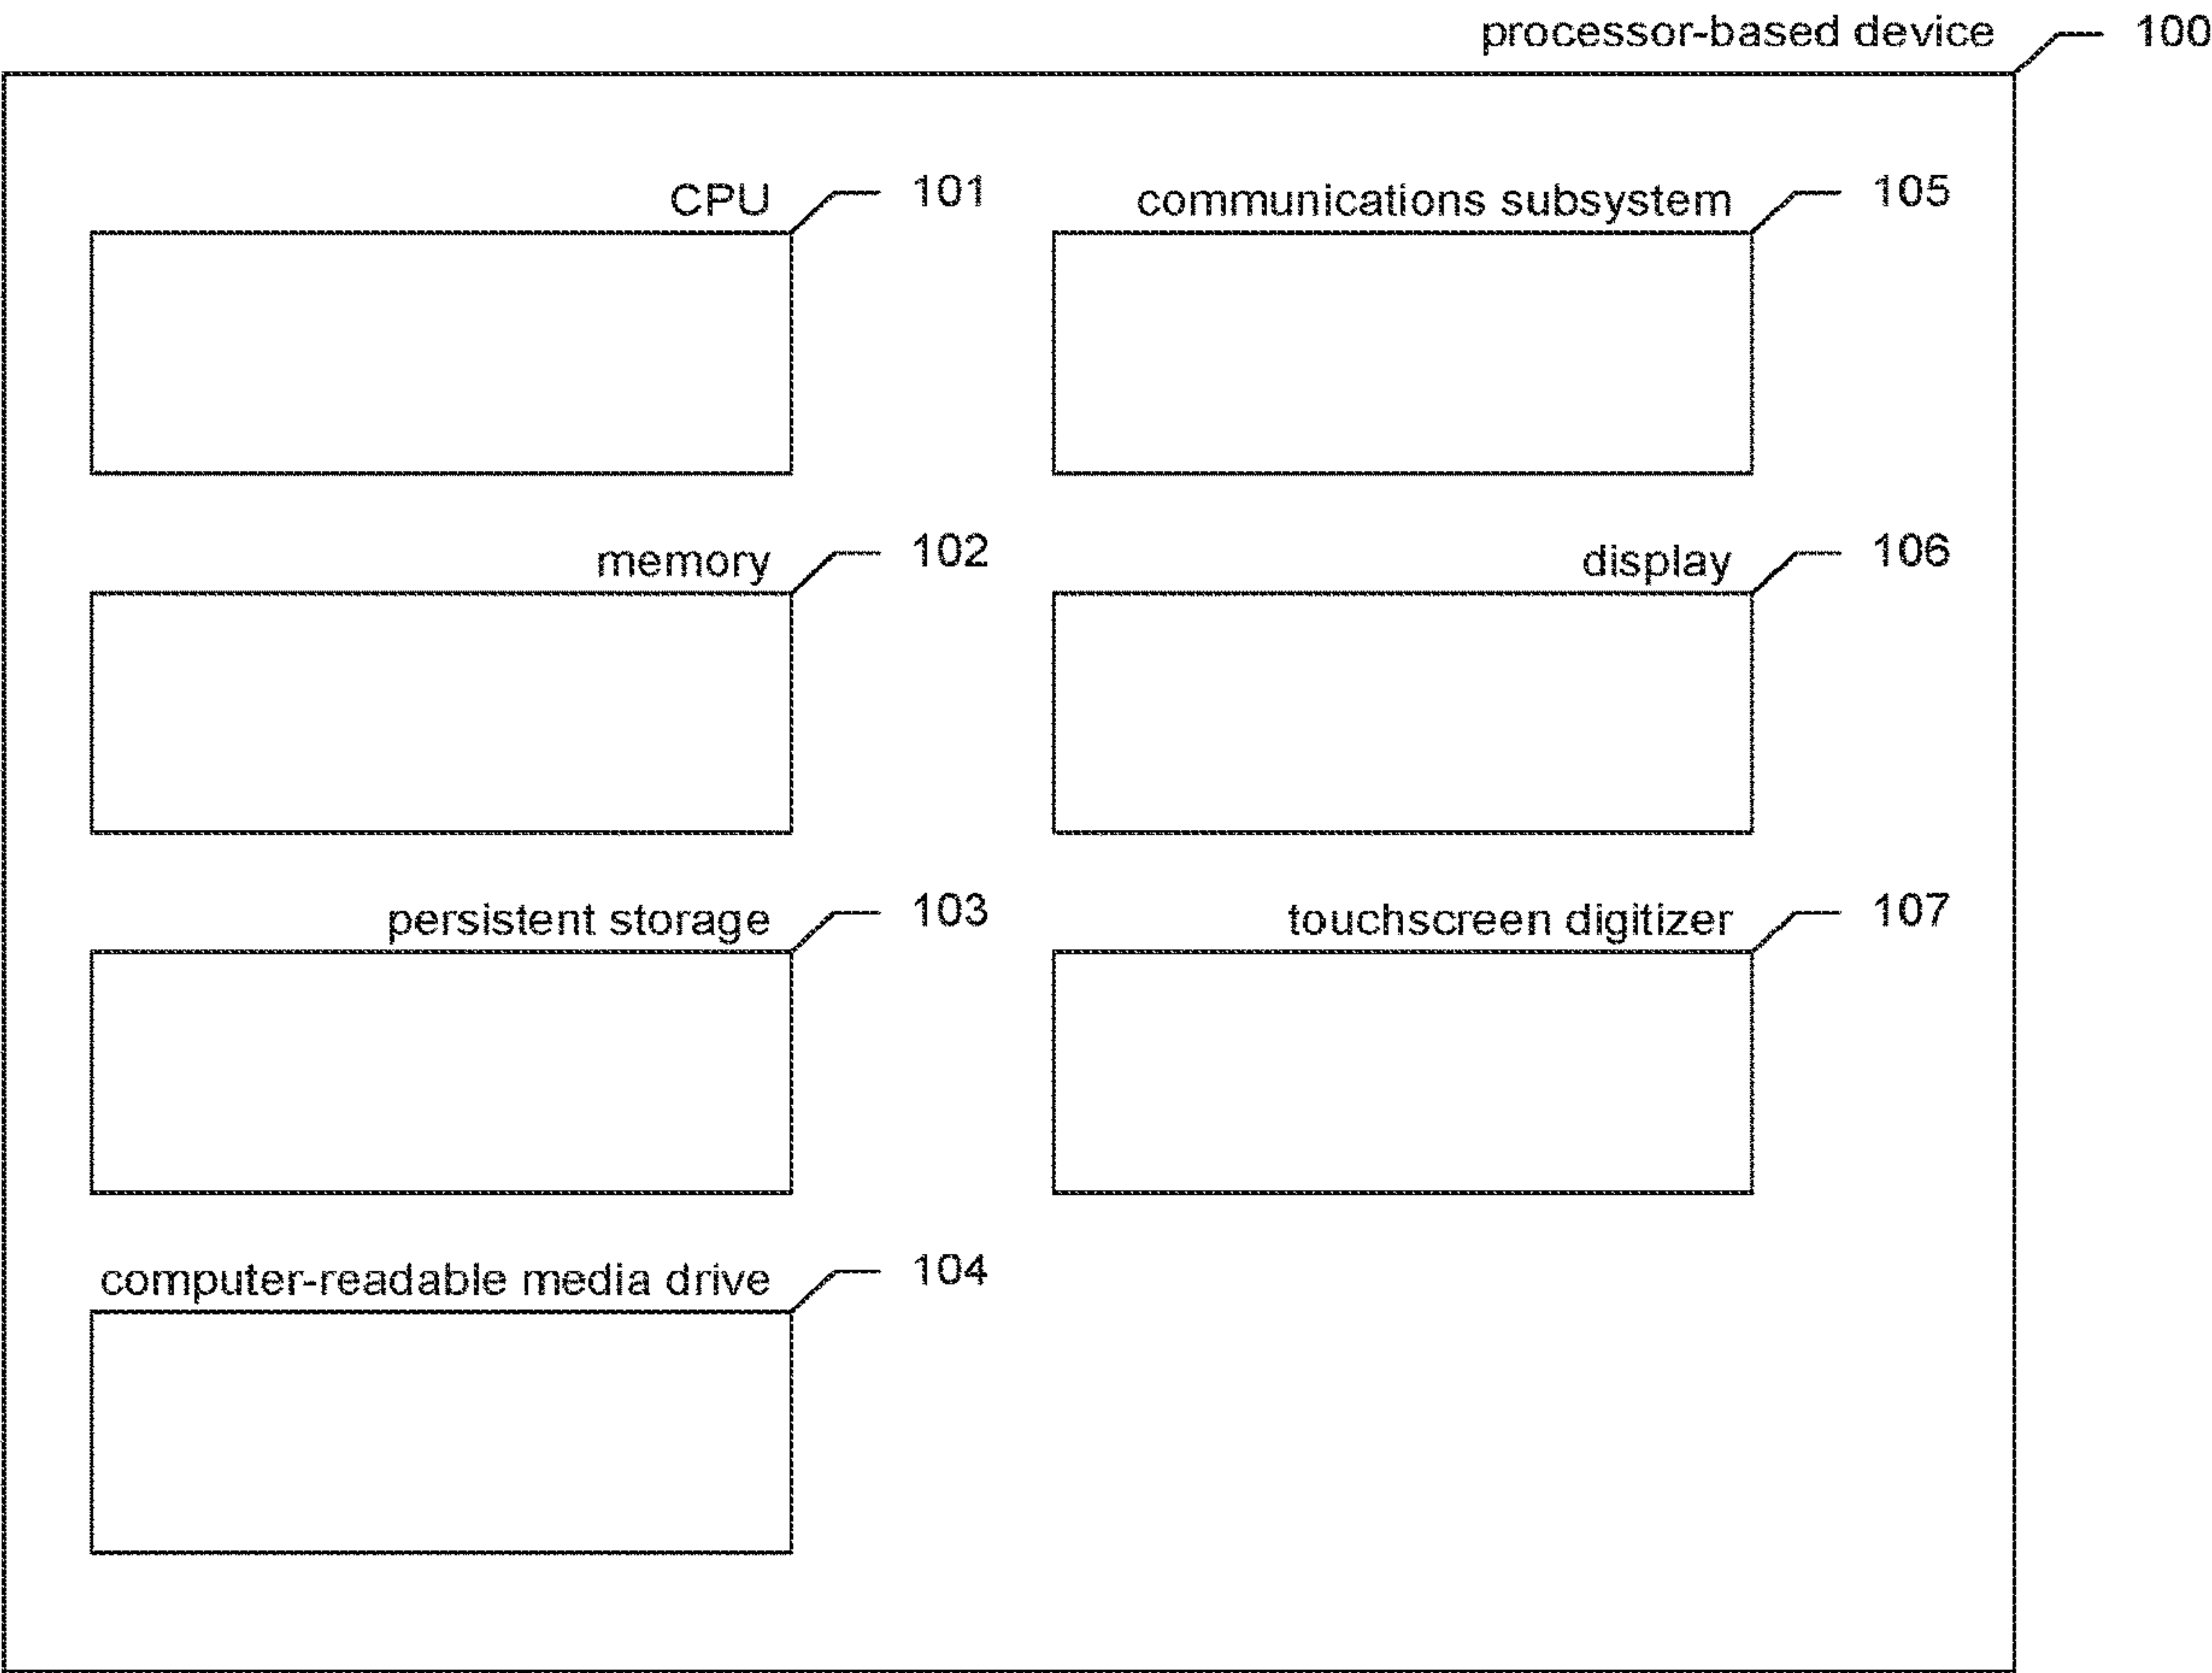 processor-based device 100
CPU 101
communications subsystem 105
memory 102
display 106
persistent storage 103
touchscreen digitizer 107
computer-readable media drive 104